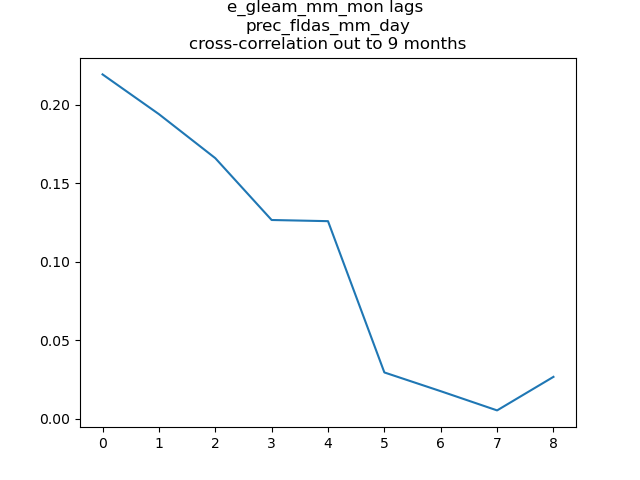 e_gleam_mm_mon lags
prec_fldas_mm_day
cross-correlation out to 9 months
0.20
0.15
0.10
0.05
0.00
0 1 2 3 4 5 6 7 8